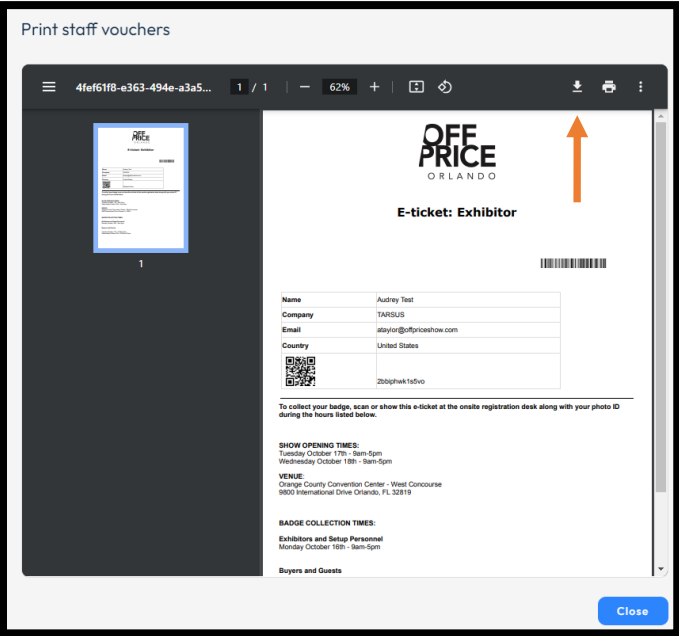 Print staff vouchers
4fef61f8-e363-494e-a3a5... 1 / 1 62%
OFF
PRICE
ORLANDO
E-ticket: Exhibitor
1
Name Audrey Test
Company TARSUS
Email ataylor@offpriceshow.com
Country United States
2bbiphwk1s5vo
To collect your badge, scan or show this e-ticket at the onsite registration desk along with your photo ID
during the hours listed below.
SHOW OPENING TIMES:
Tuesday October 17th - 9am-5pm
Wednesday October 18th - 9am-5pm
VENUE:
Orange County Convention Center - West Concourse
9800 International Drive Orlando, FL 32819
BADGE COLLECTION TIMES:
Exhibitors and Setup Personnel
Monday October 16th - 9am-5pm
Buyers and Guests
Close